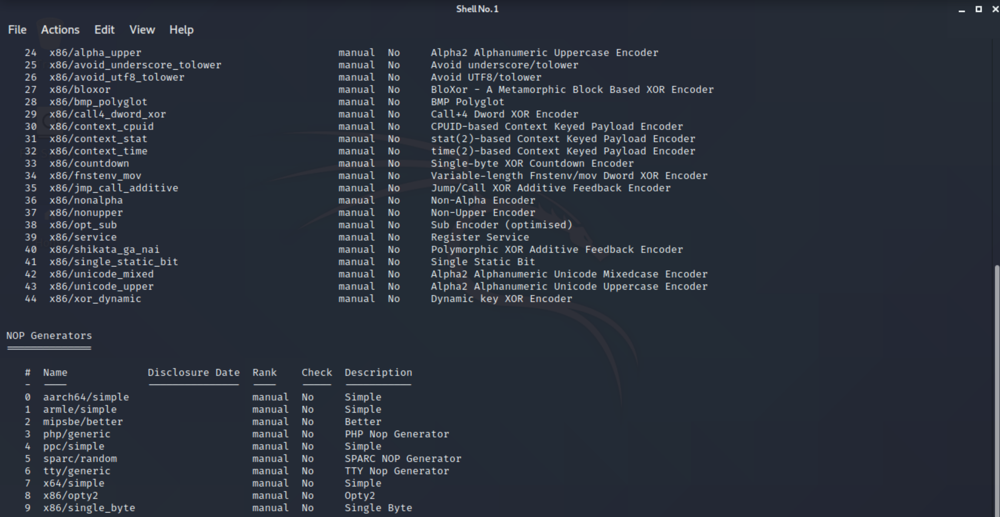 Shell No.1
File Actions Edit View Help
24 x86/alpha_upper manual No Alpha2 Alphanumeric Uppercase Encoder
25 x86/avoid_underscore_tolower manual No Avoid underscore/tolower
26 x86/avoid_utf8_tolower manual No Avoid UTF8/tolower
27 x86/bloxor manual No BloXor - A Metamorphic Block Based XOR Encoder
28 x86/bmp_polyglot manual No BMP Polyglot
29 x86/call4_dword_xor manual No Call+4 Dword XOR Encoder
30 x86/context_cpuid manual No CPUID-based Context Keyed Payload Encoder
31 x86/context_stat manual No stat(2)-based Context Keyed Payload Encoder
32 x86/context_time manual No time(2)-based Context Keyed Payload Encoder
33 x86/countdown manual No Single-byte XOR Countdown Encoder
34 x86/fnstenv_mov manual No Variable-length Fnstenv/mov Dword XOR Encoder
35 x86/jmp_call_additive manual No Jump/Call XOR Additive Feedback Encoder
36 x86/nonalpha manual No Non-Alpha Encoder
37 x86/nonupper manual No Non-Upper Encoder
38 x86/opt_sub manual No Sub Encoder (optimised)
39 x86/service manual No Register Service
40 x86/shikata_ga_nai manual No Polymorphic XOR Additive Feedback Encoder
41 x86/single_static_bit manual No Single Static Bit
42 x86/unicode_mixed manual No Alpha2 Alphanumeric Unicode Mixedcase Encoder
43 x86/unicode_upper manual No Alpha2 Alphanumeric Unicode Uppercase Encoder
44 x86/xor_dynamic manual No Dynamic key XOR Encoder
NOP Generators
==============
# Name Disclosure Date Rank Check Description
- ---- --------------- ---- ----- -----------
0 aarch64/simple manual No Simple
1 armle/simple manual No Simple
2 mipsbe/better manual No Better
3 php/generic manual No PHP Nop Generator
4 ppc/simple manual No Simple
5 sparc/random manual No SPARC NOP Generator
6 tty/generic manual No TTY Nop Generator
7 x64/simple manual No Simple
8 x86/opty2 manual No Opty2
9 x86/single_byte manual No Single Byte